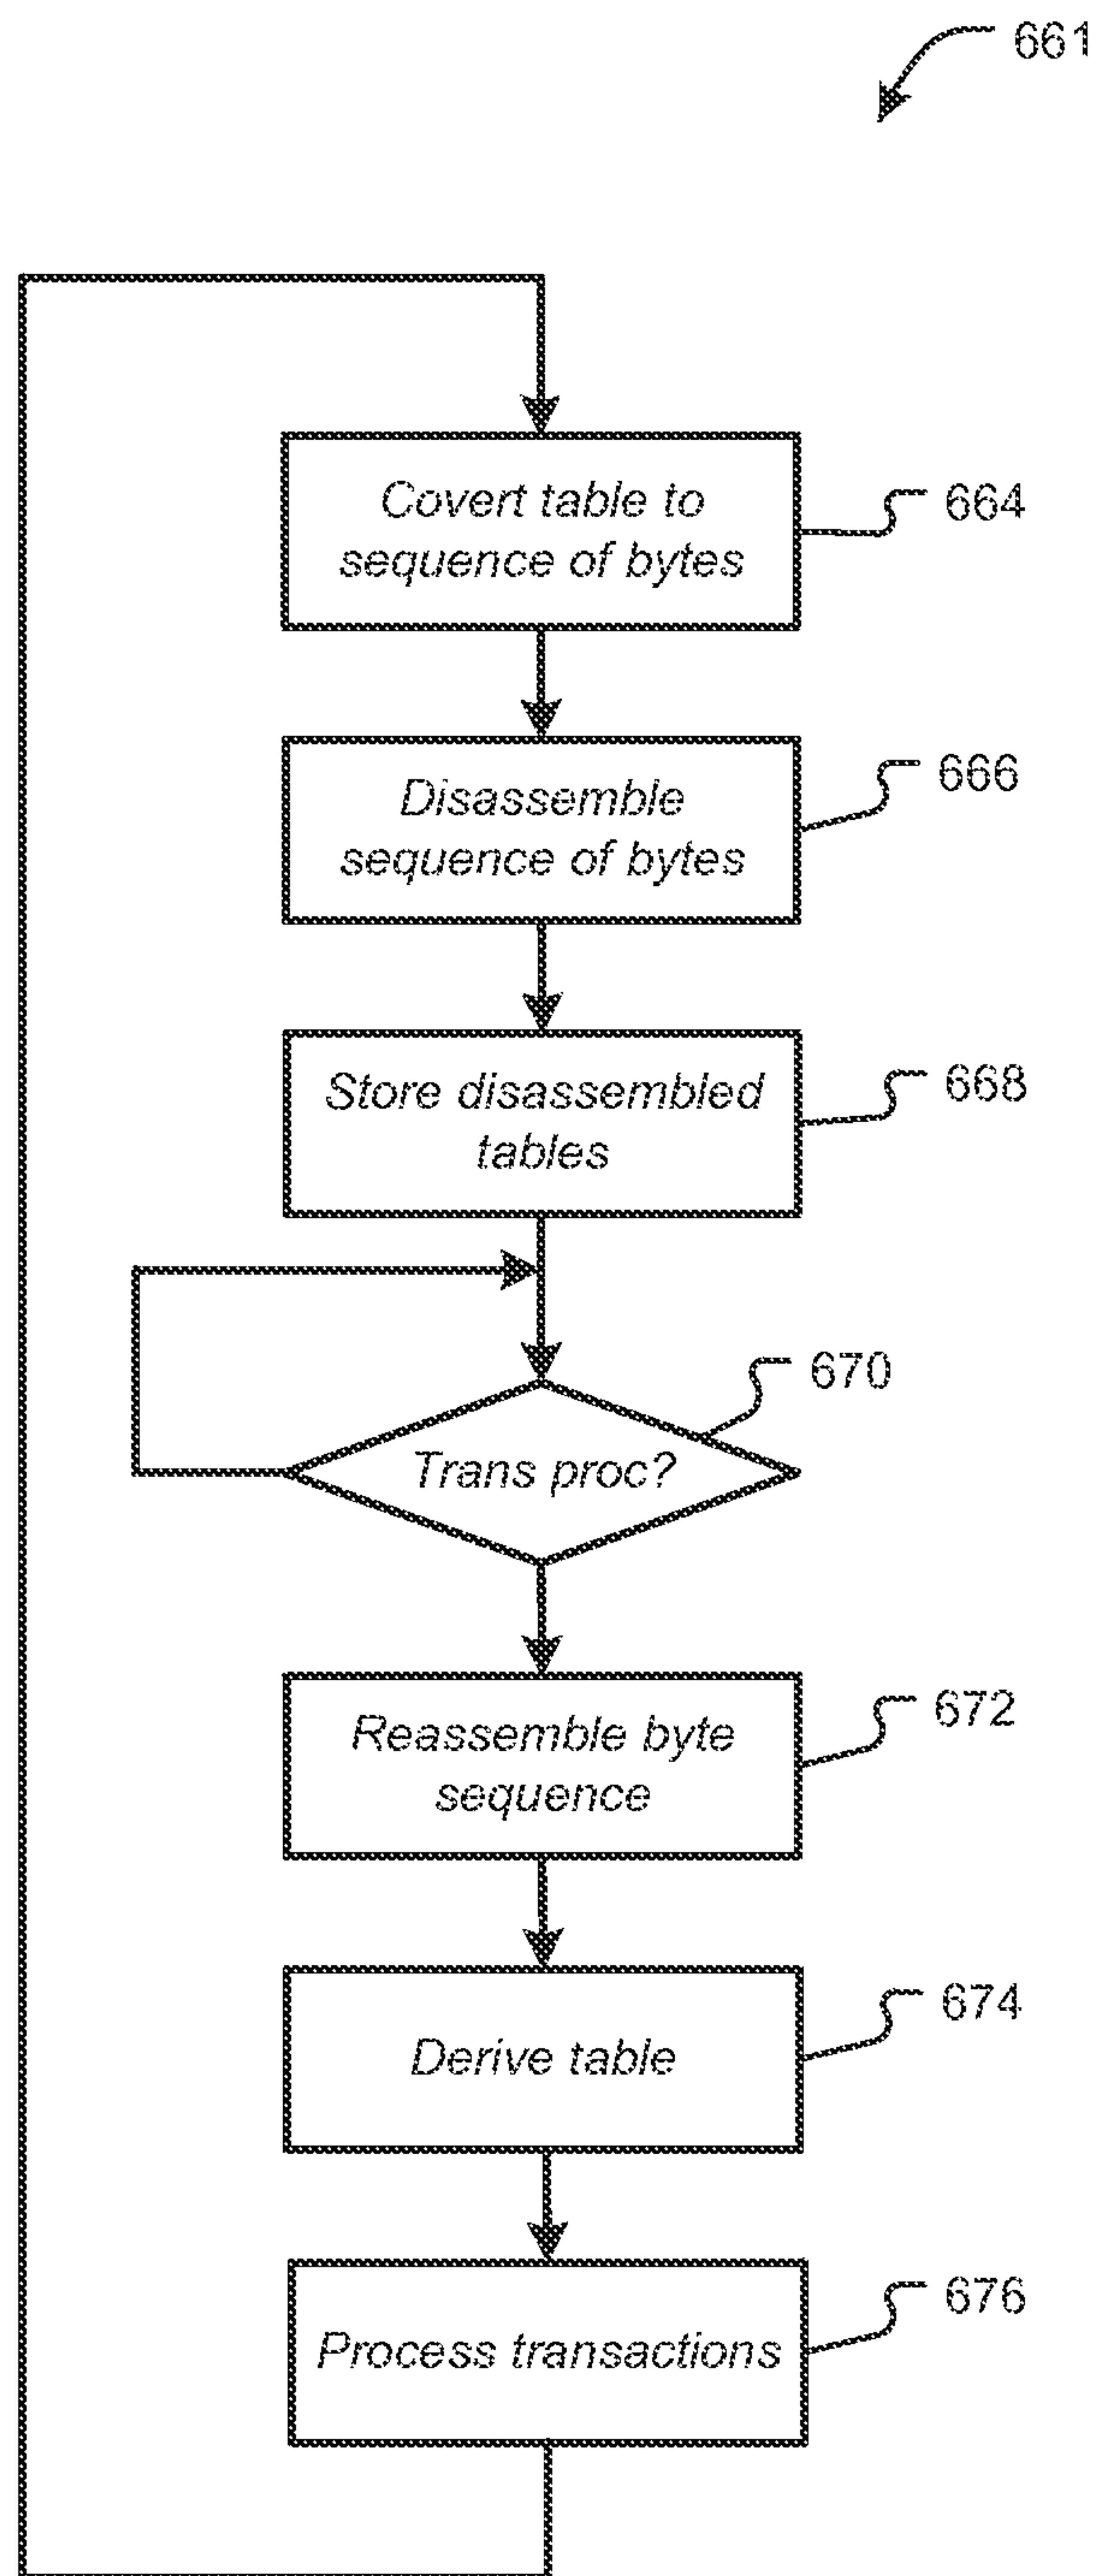 661
Covert table to
sequence of bytes
664
Disassemble
sequence of bytes
666
Store disassembled
tables
668
Trans proc?
670
Reassemble byte
sequence
672
Derive table
674
Process transactions
676